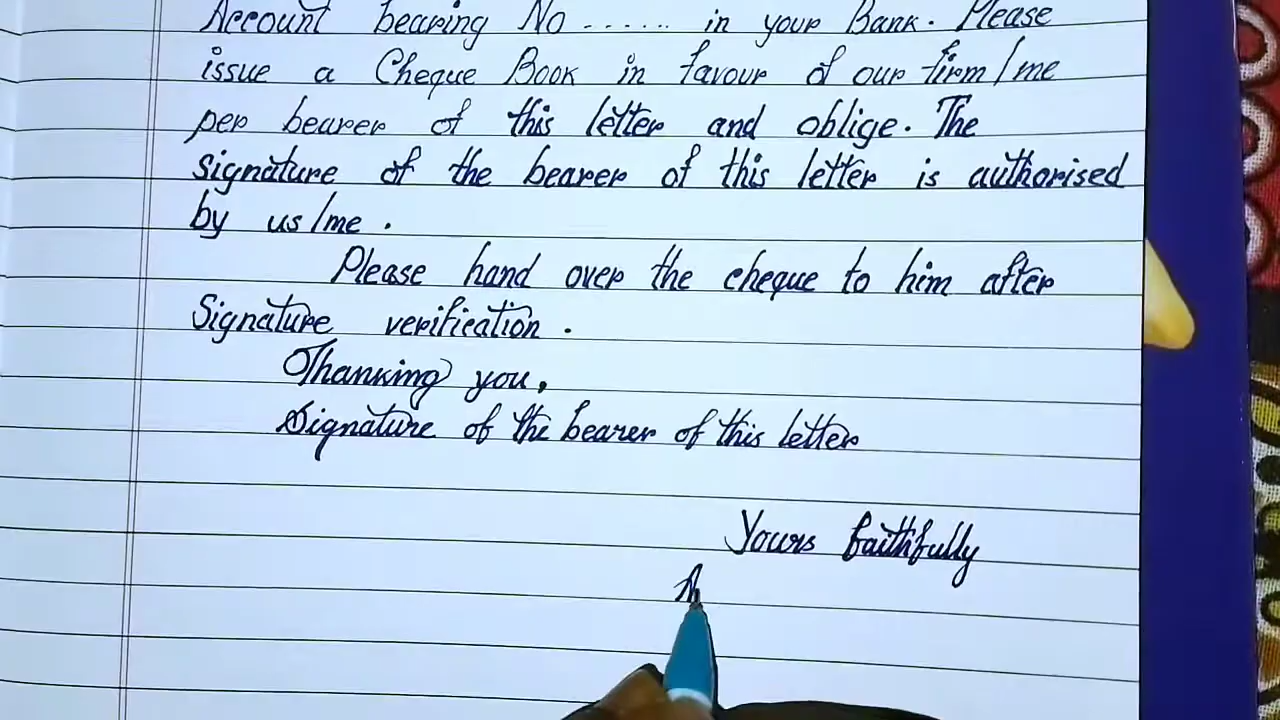 Account bearing No ....... in your Bank. Please
issue a Cheque Book in favour of our firm/me
per bearer of this letter and oblige. The
signature of the bearer of this letter is authorised
by us/me.
Please hand over the cheque to him after
Signature verification.
Thanking you,
Signature of the bearer of this letter
Yours faithfully